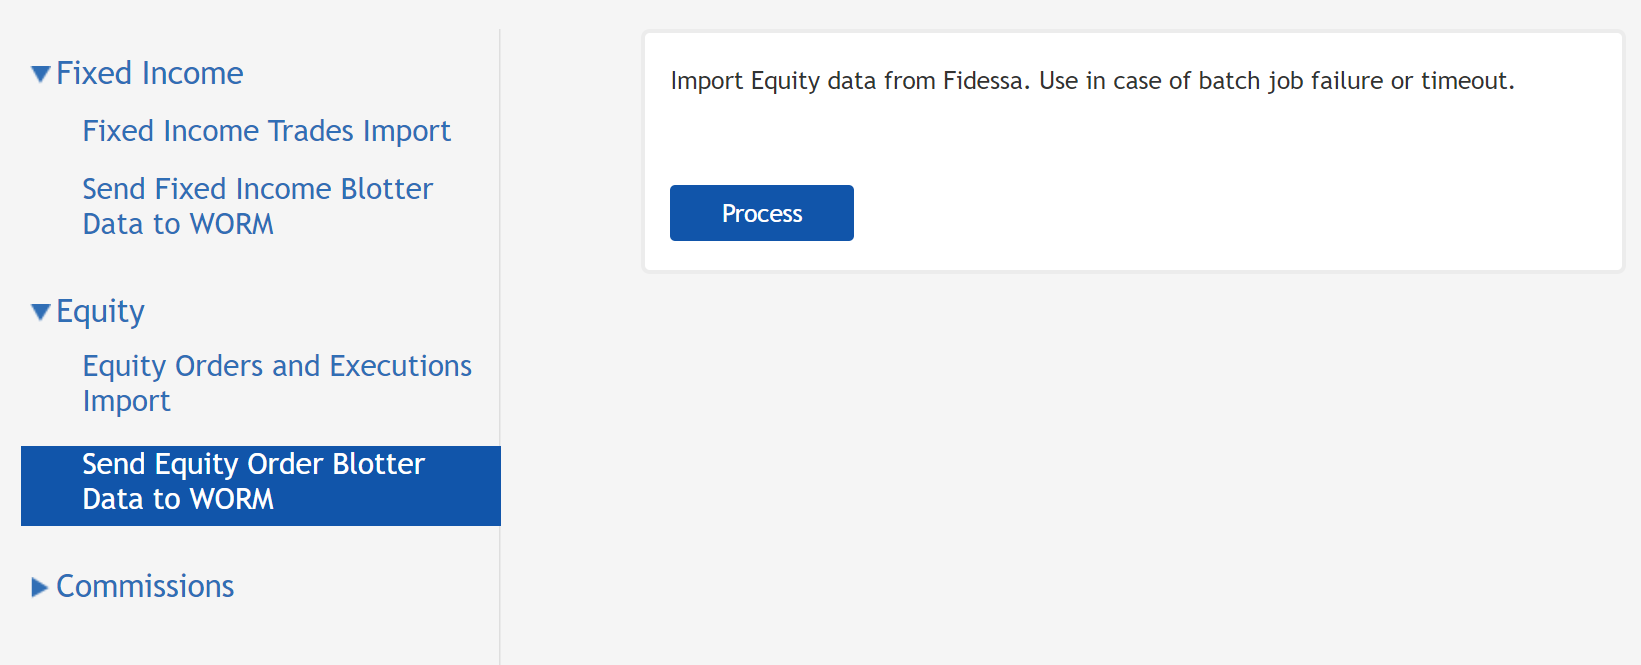 Fixed Income
Fixed Income Trades Import
Send Fixed Income Blotter
Data to WORM
Equity
Equity Orders and Executions
Import
Send Equity Order Blotter
Data to WORM
Commissions
Import Equity data from Fidessa. Use in case of batch job failure or timeout.
Process